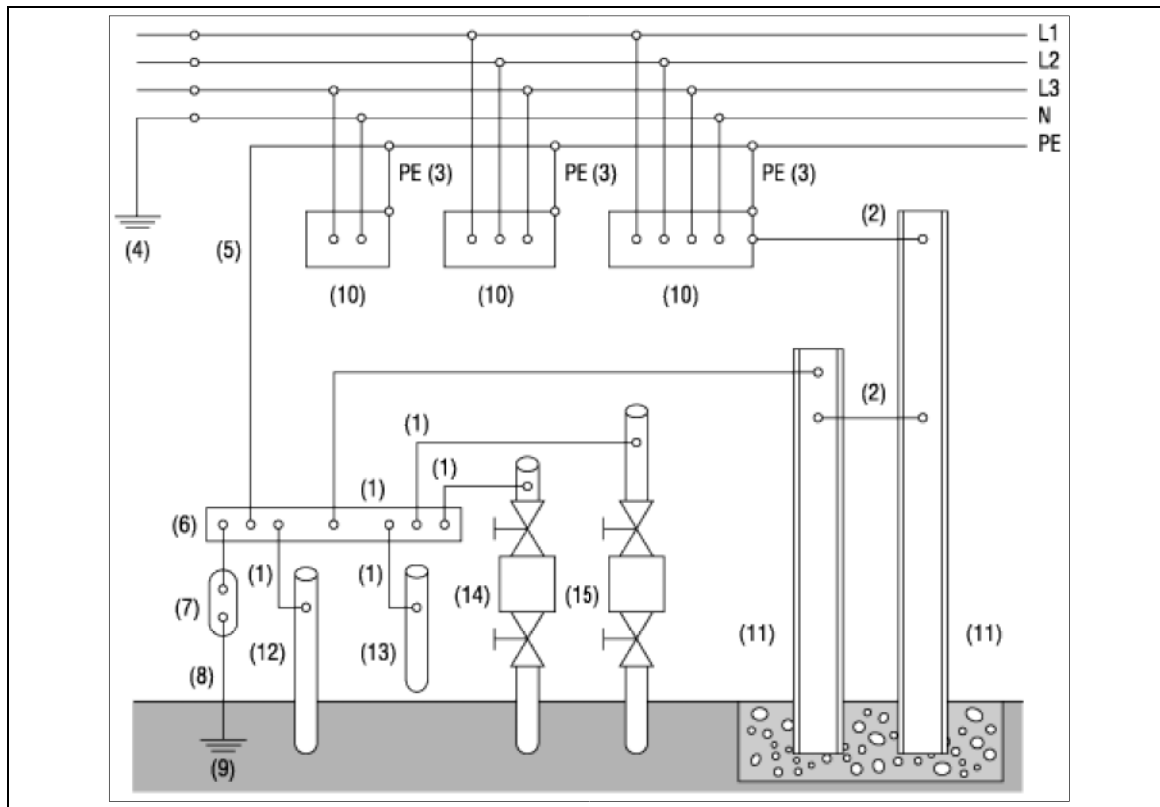 L1
L2
L3
N
PE
PE (3)
PE (3)
PE (3)
(2)
(4)
(5)
(10)
(10)
(10)
(2)
(1)
(1)
(1)
(6)
(1)
(1)
(7)
(14)
(15)
(12)
(13)
(11)
(11)
(8)
(9)